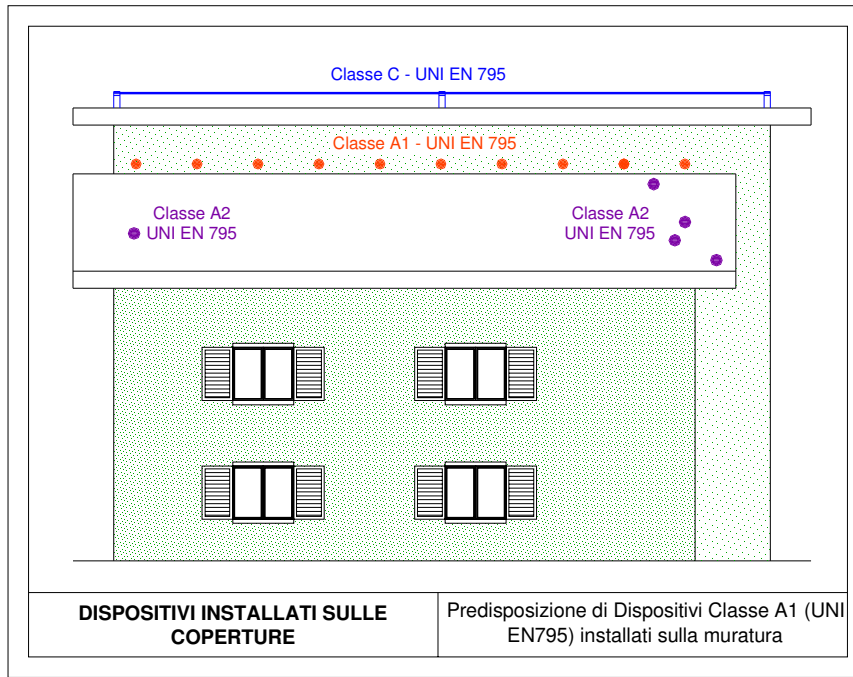 Classe C - UNI EN 795
Classe A1 - UNI EN 795
Classe A2
UNI EN 795
Classe A2
UNI EN 795
DISPOSITIVI INSTALLATI SULLE
COPERTURE
Predisposizione di Dispositivi Classe A1 (UNI
EN795) installati sulla muratura